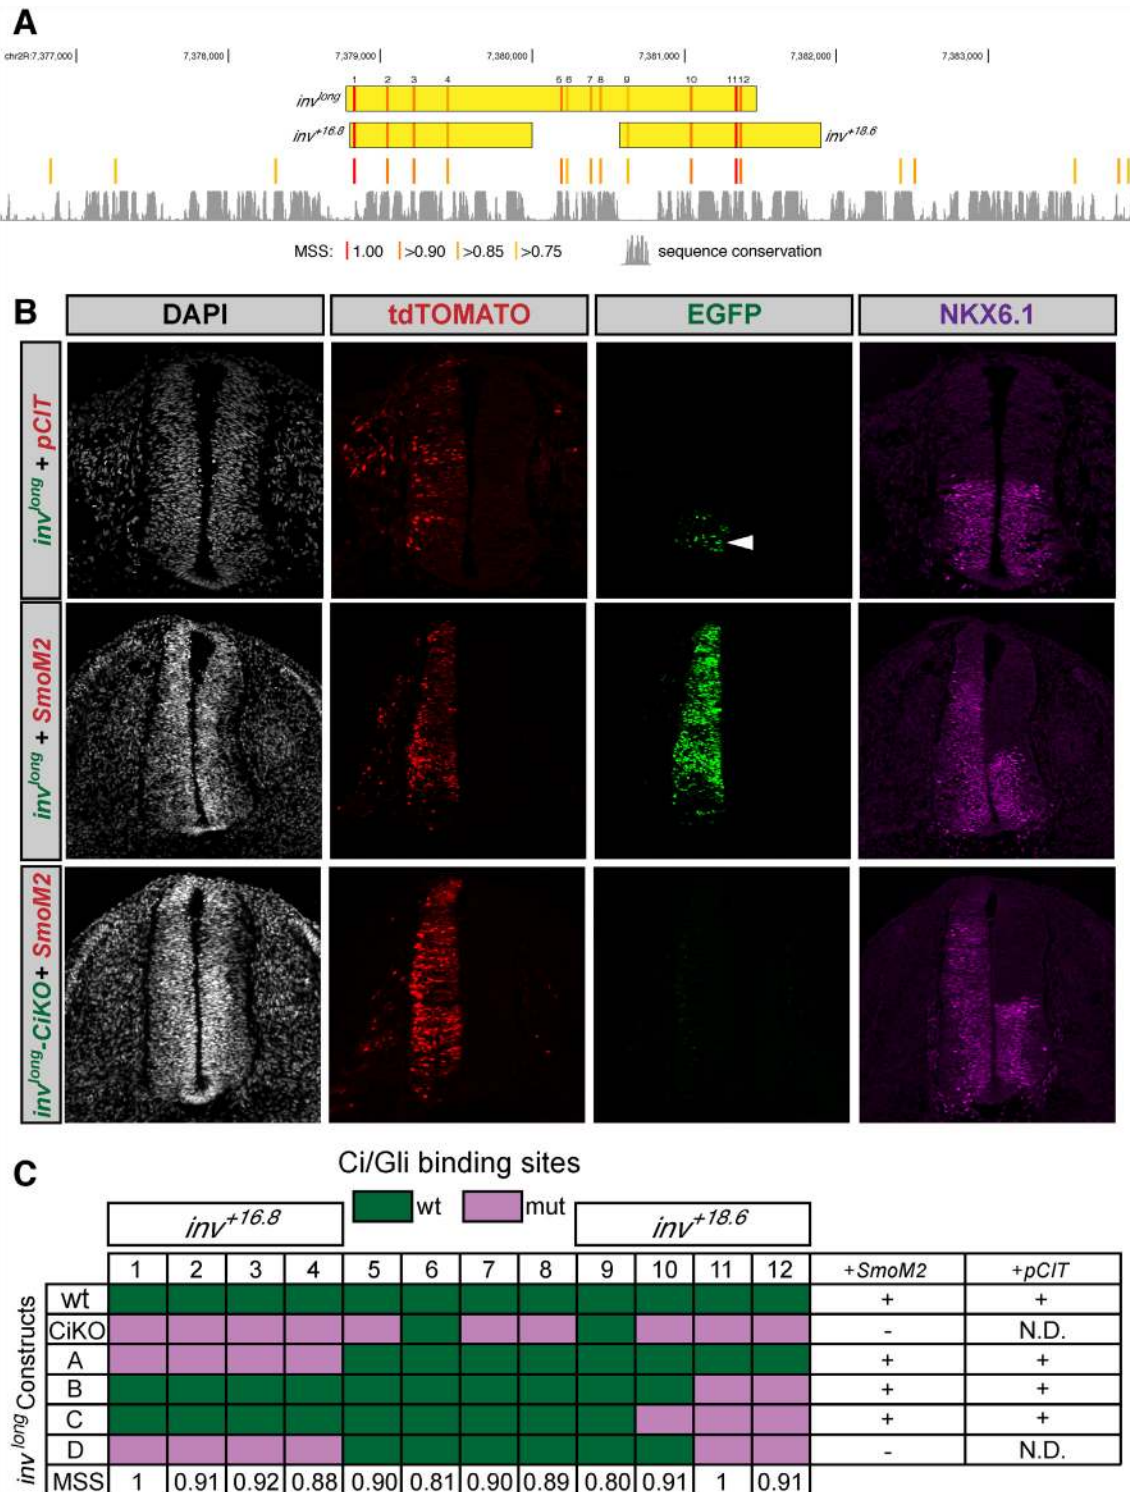 A
chr2R:7,377,000 7,378,000 7,379,000 7,380,000 7,381,000 7,382,000 7,383,000
1 2 3 4 5 6 7 8 9 10 11 12
inv^long
inv^+16.8 inv^+18.6
MSS: 1.00 >0.90 >0.85 >0.75 sequence conservation
B
DAPI tdTOMATO EGFP NKX6.1
inv^long + pCIT
inv^long + SmoM2
inv^long-CiKO+ SmoM2
C
Ci/Gli binding sites
inv^+16.8 wt mut inv^+18.6
1 2 3 4 5 6 7 8 9 10 11 12 +SmoM2 +pCIT
inv^long Constructs
wt + +
CiKO - N.D.
A + +
B + +
C + +
D - N.D.
MSS 1 0.91 0.92 0.88 0.90 0.81 0.90 0.89 0.80 0.91 1 0.91